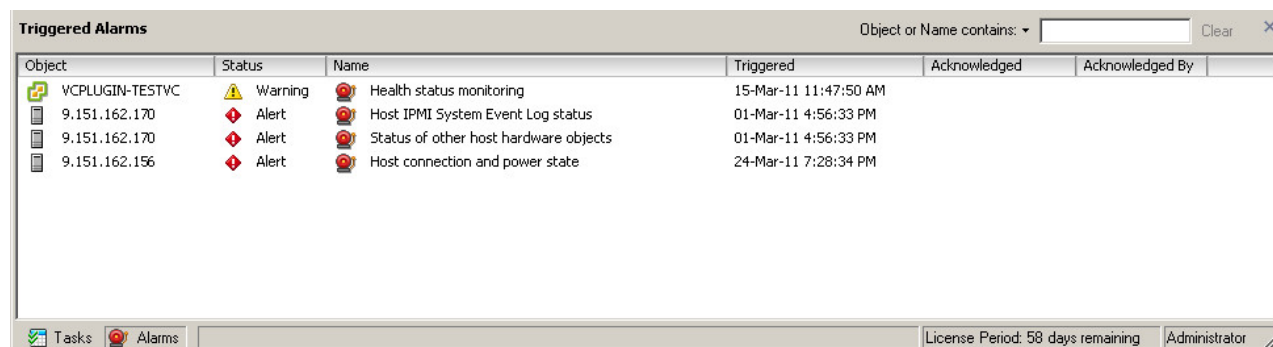 Triggered Alarms Object or Name contains: Clear
Object Status Name Triggered Acknowledged Acknowledged By
VCPLUGIN-TESTVC Warning Health status monitoring 15-Mar-11 11:47:50 AM
9.151.162.170 Alert Host IPMI System Event Log status 01-Mar-11 4:56:33 PM
9.151.162.170 Alert Status of other host hardware objects 01-Mar-11 4:56:33 PM
9.151.162.156 Alert Host connection and power state 24-Mar-11 7:28:34 PM
Tasks Alarms License Period: 58 days remaining Administrator